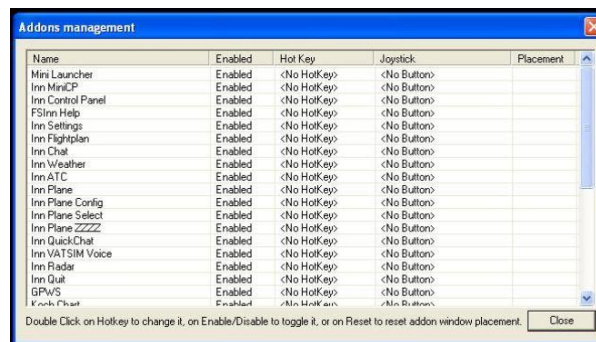 Addons management
Name Enabled Hot Key Joystick Placement
Mini Launcher Enabled <No HotKey> <No Button>
Inn MiniCP Enabled <No HotKey> <No Button>
Inn Control Panel Enabled <No HotKey> <No Button>
FSInn Help Enabled <No HotKey> <No Button>
Inn Settings Enabled <No HotKey> <No Button>
Inn Flightplan Enabled <No HotKey> <No Button>
Inn Chat Enabled <No HotKey> <No Button>
Inn Weather Enabled <No HotKey> <No Button>
Inn ATC Enabled <No HotKey> <No Button>
Inn Plane Enabled <No HotKey> <No Button>
Inn Plane Config Enabled <No HotKey> <No Button>
Inn Plane Select Enabled <No HotKey> <No Button>
Inn Plane ZZZZ Enabled <No HotKey> <No Button>
Inn QuickChat Enabled <No HotKey> <No Button>
Inn VATSIM Voice Enabled <No HotKey> <No Button>
Inn Radar Enabled <No HotKey> <No Button>
Inn Quit Enabled <No HotKey> <No Button>
GPWS Enabled <No HotKey> <No Button>
Koch Chart Enabled <No HotKey> <No Button>
Double Click on Hotkey to change it, on Enable/Disable to toggle it, or on Reset to reset addon window placement. Close